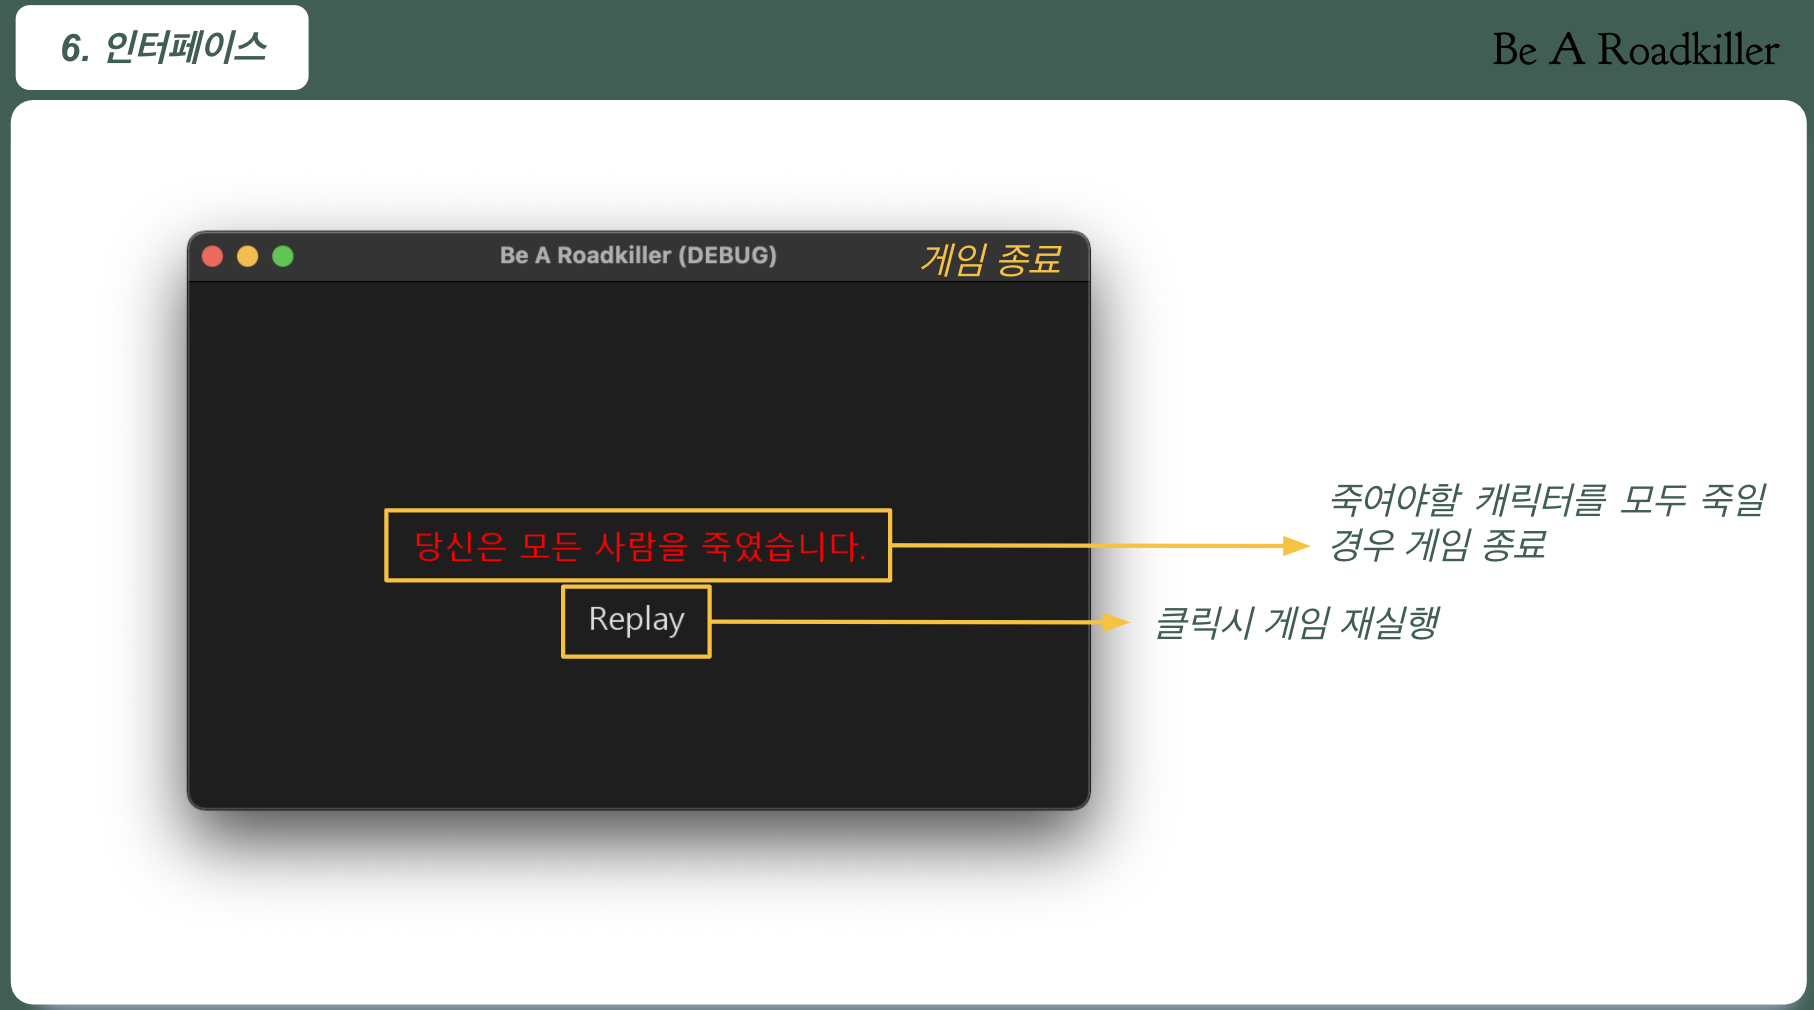 6. 인터페이스
Be A Roadkiller
Be A Roadkiller (DEBUG)
게임 종료
당신은 모든 사람을 죽였습니다.
Replay
죽여야할 캐릭터를 모두 죽일
경우 게임 종료
클릭시 게임 재실행